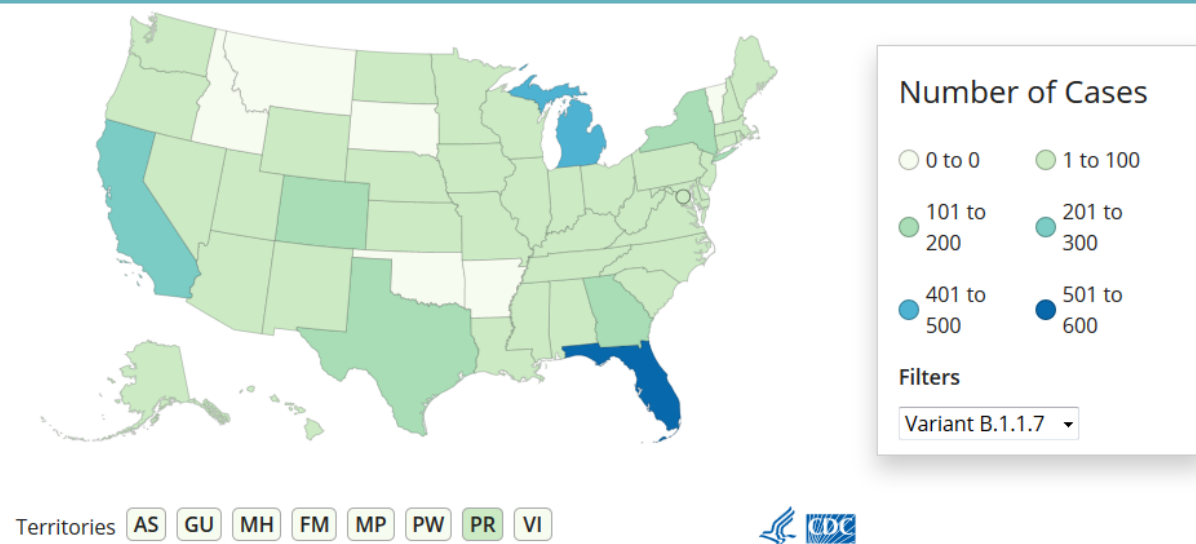 Number of Cases
0 to 0
1 to 100
101 to
200
201 to
300
401 to
500
501 to
600
Filters
Variant B.1.1.7
Territories AS GU MH FM MP PW PR VI
CDC